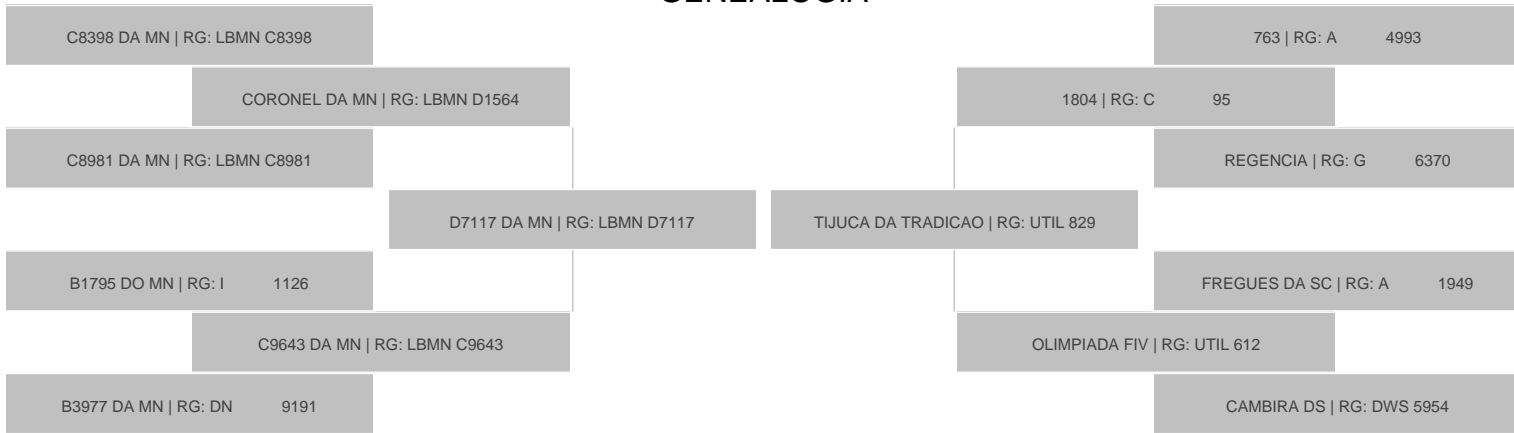 GENEALOGIA
C8398 DA MN | RG: LBMN C8398
763 | RG: A 4993
CORONEL DA MN | RG: LBMN D1564
1804 | RG: C 95
C8981 DA MN | RG: LBMN C8981
REGENCIA | RG: G 6370
D7117 DA MN | RG: LBMN D7117
TIJUCA DA TRADICAO | RG: UTIL 829
B1795 DO MN | RG: I 1126
FREGUES DA SC | RG: A 1949
C9643 DA MN | RG: LBMN C9643
OLIMPIADA FIV | RG: UTIL 612
B3977 DA MN | RG: DN 9191
CAMBIRA DS | RG: DWS 5954